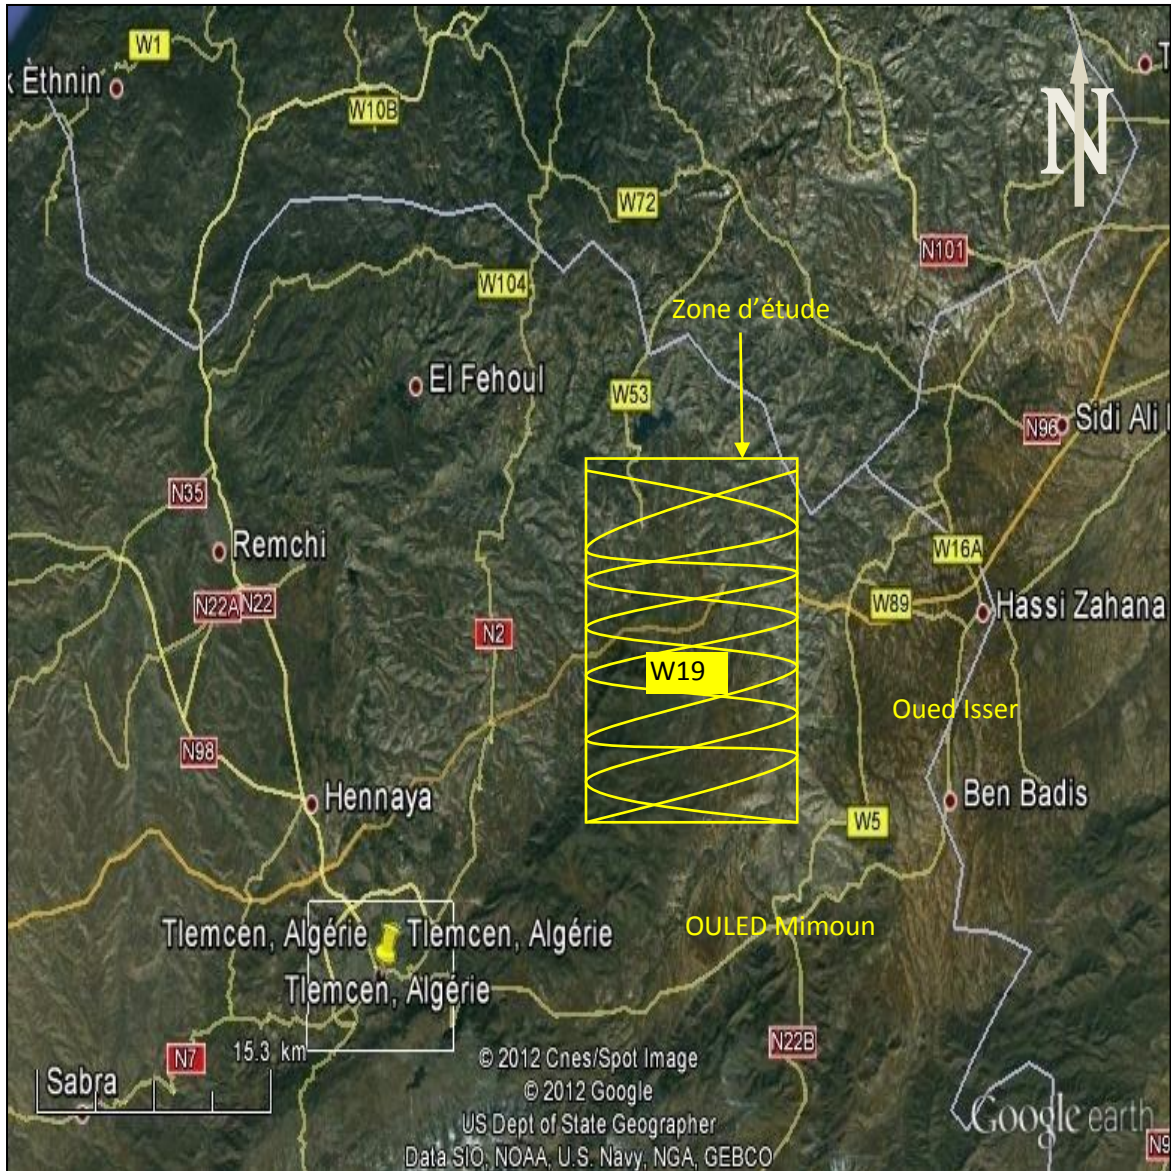 W1
k Ethnin
W10B
T
N
W72
N101
W104
Zone d'étude
El Fehoul
W53
N96
Sidi Ali
N35
Remchi
W16A
N22A
N22
W89
Hassi Zahana
N2
W19
Oued Isser
N98
Hennaya
Ben Badis
W5
Tlemcen, Algérie
Tlemcen, Algérie
OULED Mimoun
Tlemcen, Algérie
N22B
N7
15.3 km
Sabra
© 2012 Cnes/Spot Image
© 2012 Google
US Dept of State Geographer
Data SIO, NOAA, U.S. Navy, NGA, GEBCO
Google earth
N9